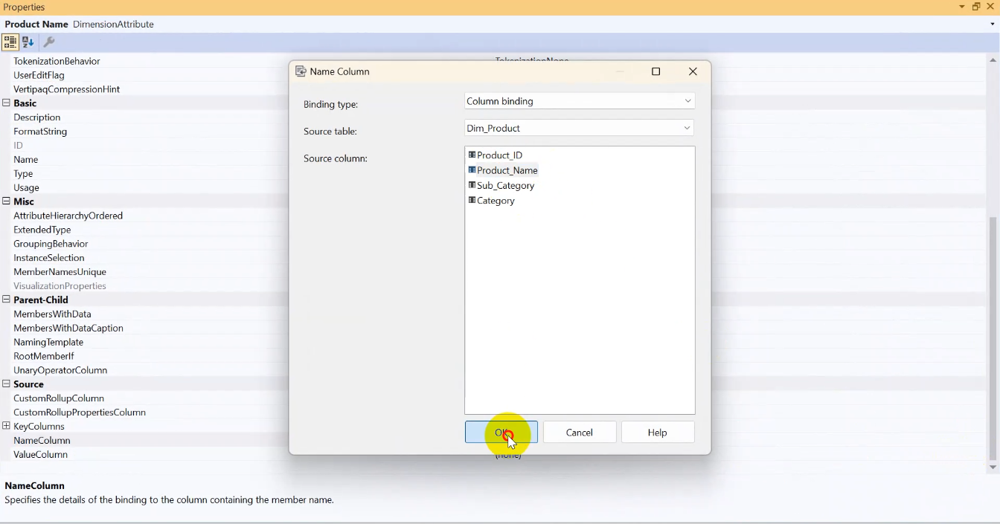 Properties
Product Name DimensionAttribute
TokenizationBehavior
UserEditFlag
VertipaqCompressionHint
Basic
Description
FormatString
ID
Name
Type
Usage
Misc
AttributeHierarchyOrdered
ExtendedType
GroupingBehavior
InstanceSelection
MemberNamesUnique
VisualizationProperties
Parent-Child
MembersWithData
MembersWithDataCaption
NamingTemplate
RootMemberIf
UnaryOperatorColumn
Source
CustomRollupColumn
CustomRollupPropertiesColumn
KeyColumns
NameColumn
ValueColumn
TokenizationNone
Name Column
Binding type: Column binding
Source table: Dim_Product
Source column:
Product_ID
Product_Name
Sub_Category
Category
OK Cancel Help
(none)
NameColumn
Specifies the details of the binding to the column containing the member name.